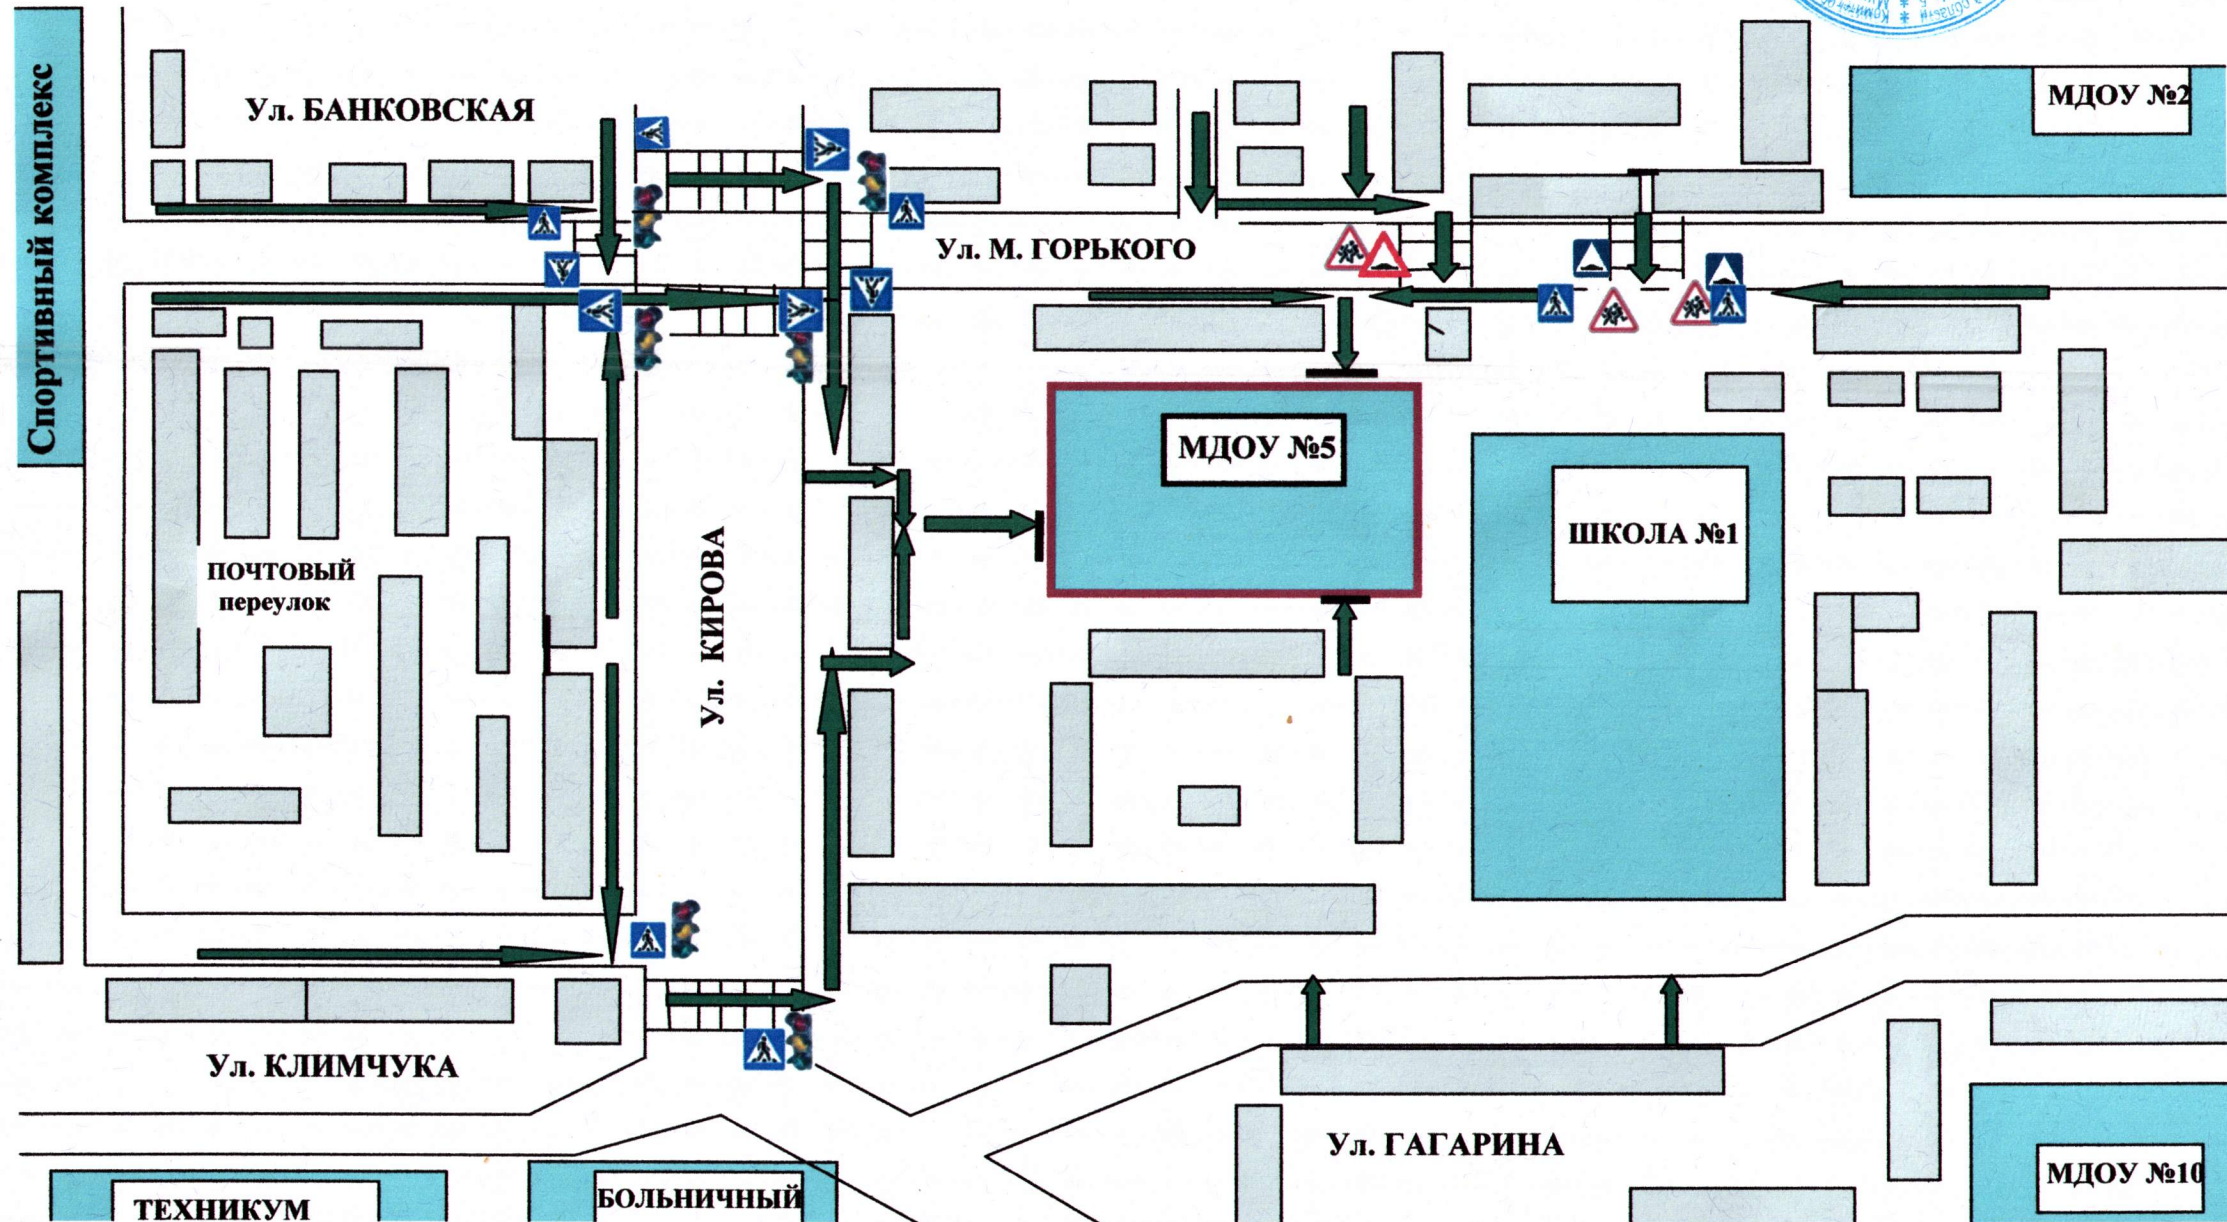 Спортивный комплекс
Ул. БАНКОВСКАЯ
МДОУ №2
Ул. М. ГОРЬКОГО
МДОУ №5
ШКОЛА №1
ПОЧТОВЫЙ
переулок
Ул. КИРОВА
Ул. КЛИМЧУКА
Ул. ГАГАРИНА
МДОУ №10
ТЕХНИКУМ
БОЛЬНИЧНЫЙ